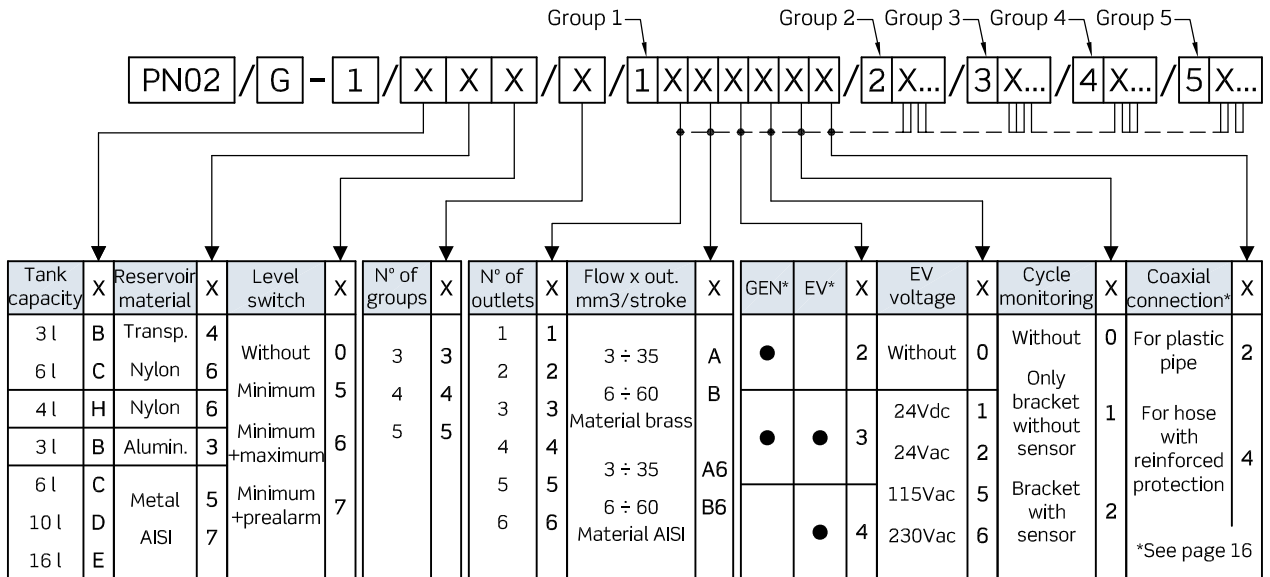 Group 1 Group 2 Group 3 Group 4 Group 5
PN02 / G - 1 / X X X / X / 1 X X X X X X / 2 X... / 3 X... / 4 X... / 5 X...
Tank capacity X
3 l B
6 l C
4 l H
3 l B
6 l C
10 l D
16 l E
Reservoir material X
Transp. 4
Nylon 6
Nylon 6
Alumin. 3
Metal 5
AISI 7
Level switch X
Without 0
Minimum 5
Minimum +maximum 6
Minimum +prealarm 7
N° of groups X
3 3
4 4
5 5
N° of outlets X
1 1
2 2
3 3
4 4
5 5
6 6
Flow x out. mm3/stroke X
3 ÷ 35 A
6 ÷ 60 B
Material brass
3 ÷ 35 A6
6 ÷ 60 B6
Material AISI
GEN* EV* X
● 2
● ● 3
● 4
EV voltage X
Without 0
24Vdc 1
24Vac 2
115Vac 5
230Vac 6
Cycle monitoring X
Without 0
Only bracket without sensor 1
Bracket with sensor 2
Coaxial connection* X
For plastic pipe 2
For hose with reinforced protection 4
*See page 16